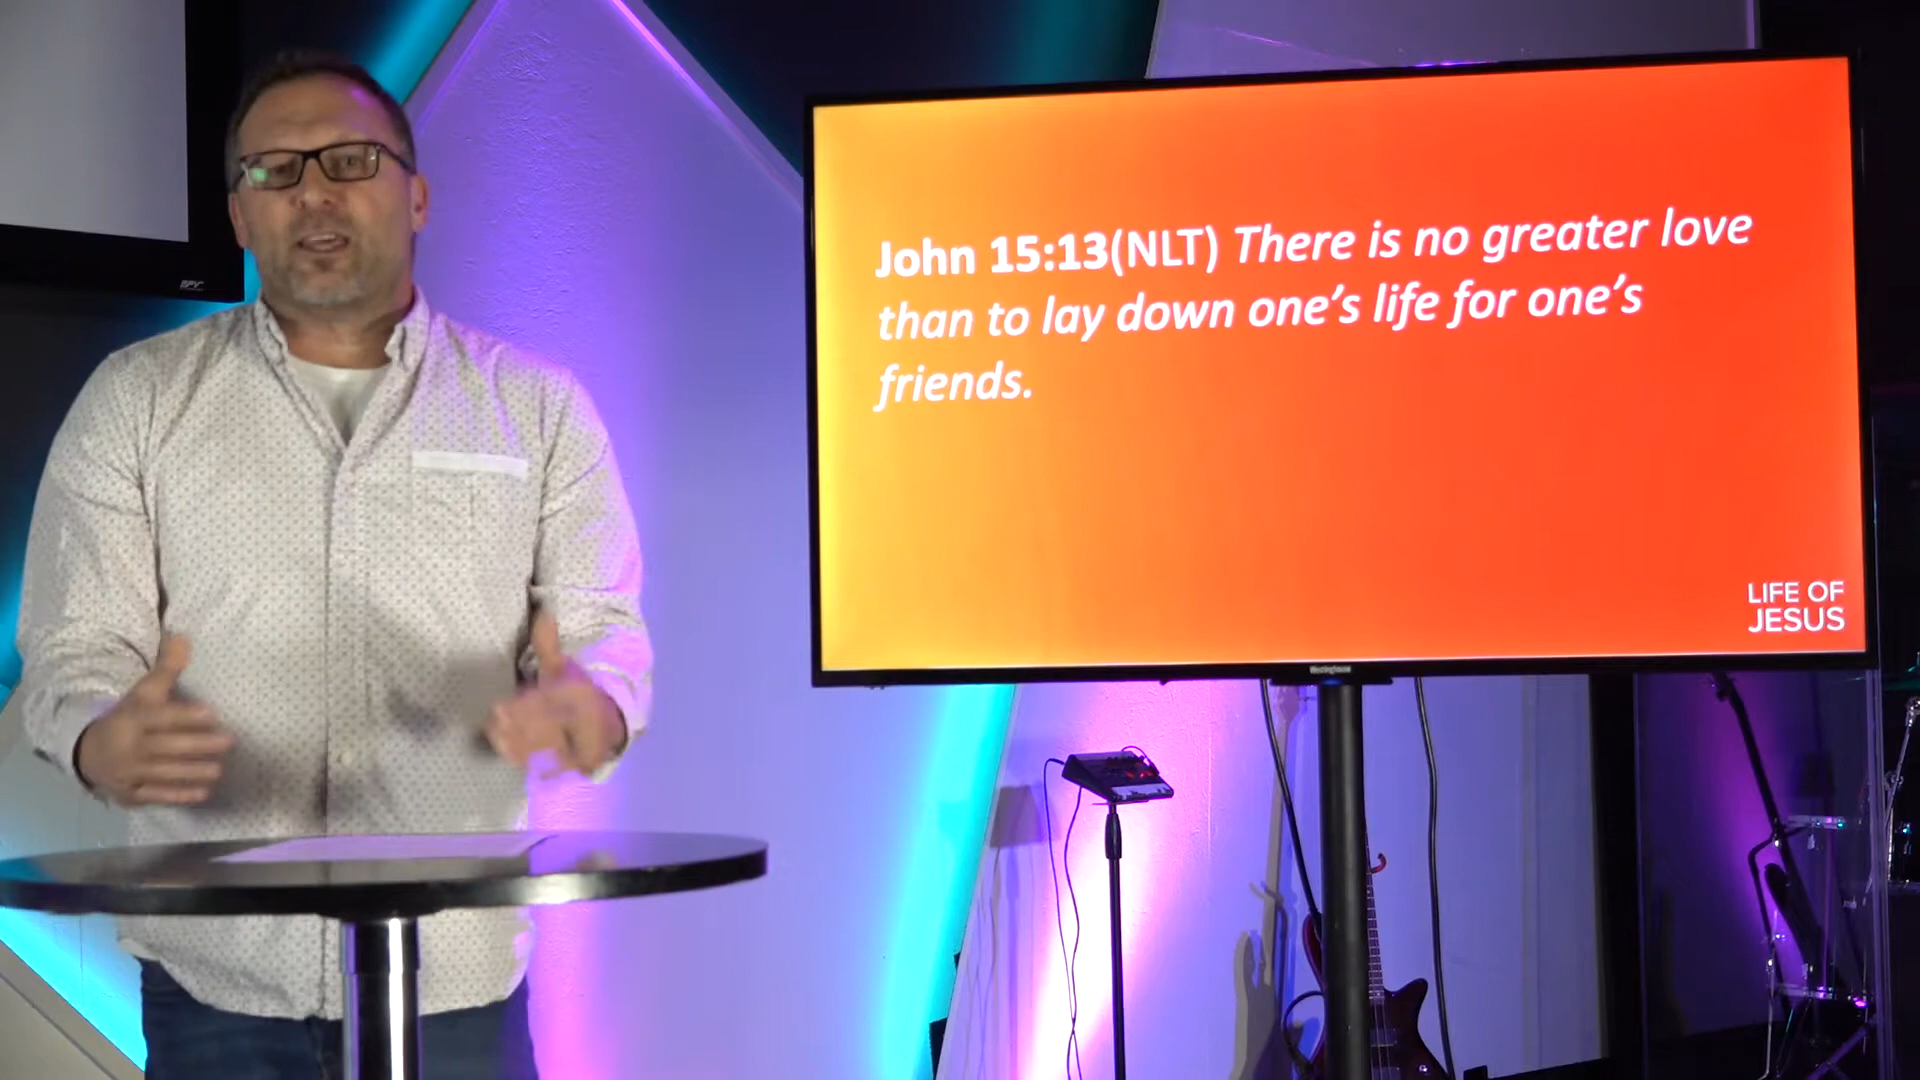 John 15:13(NLT) There is no greater love
than to lay down one's life for one's
friends.
LIFE OF
JESUS
Westinghouse